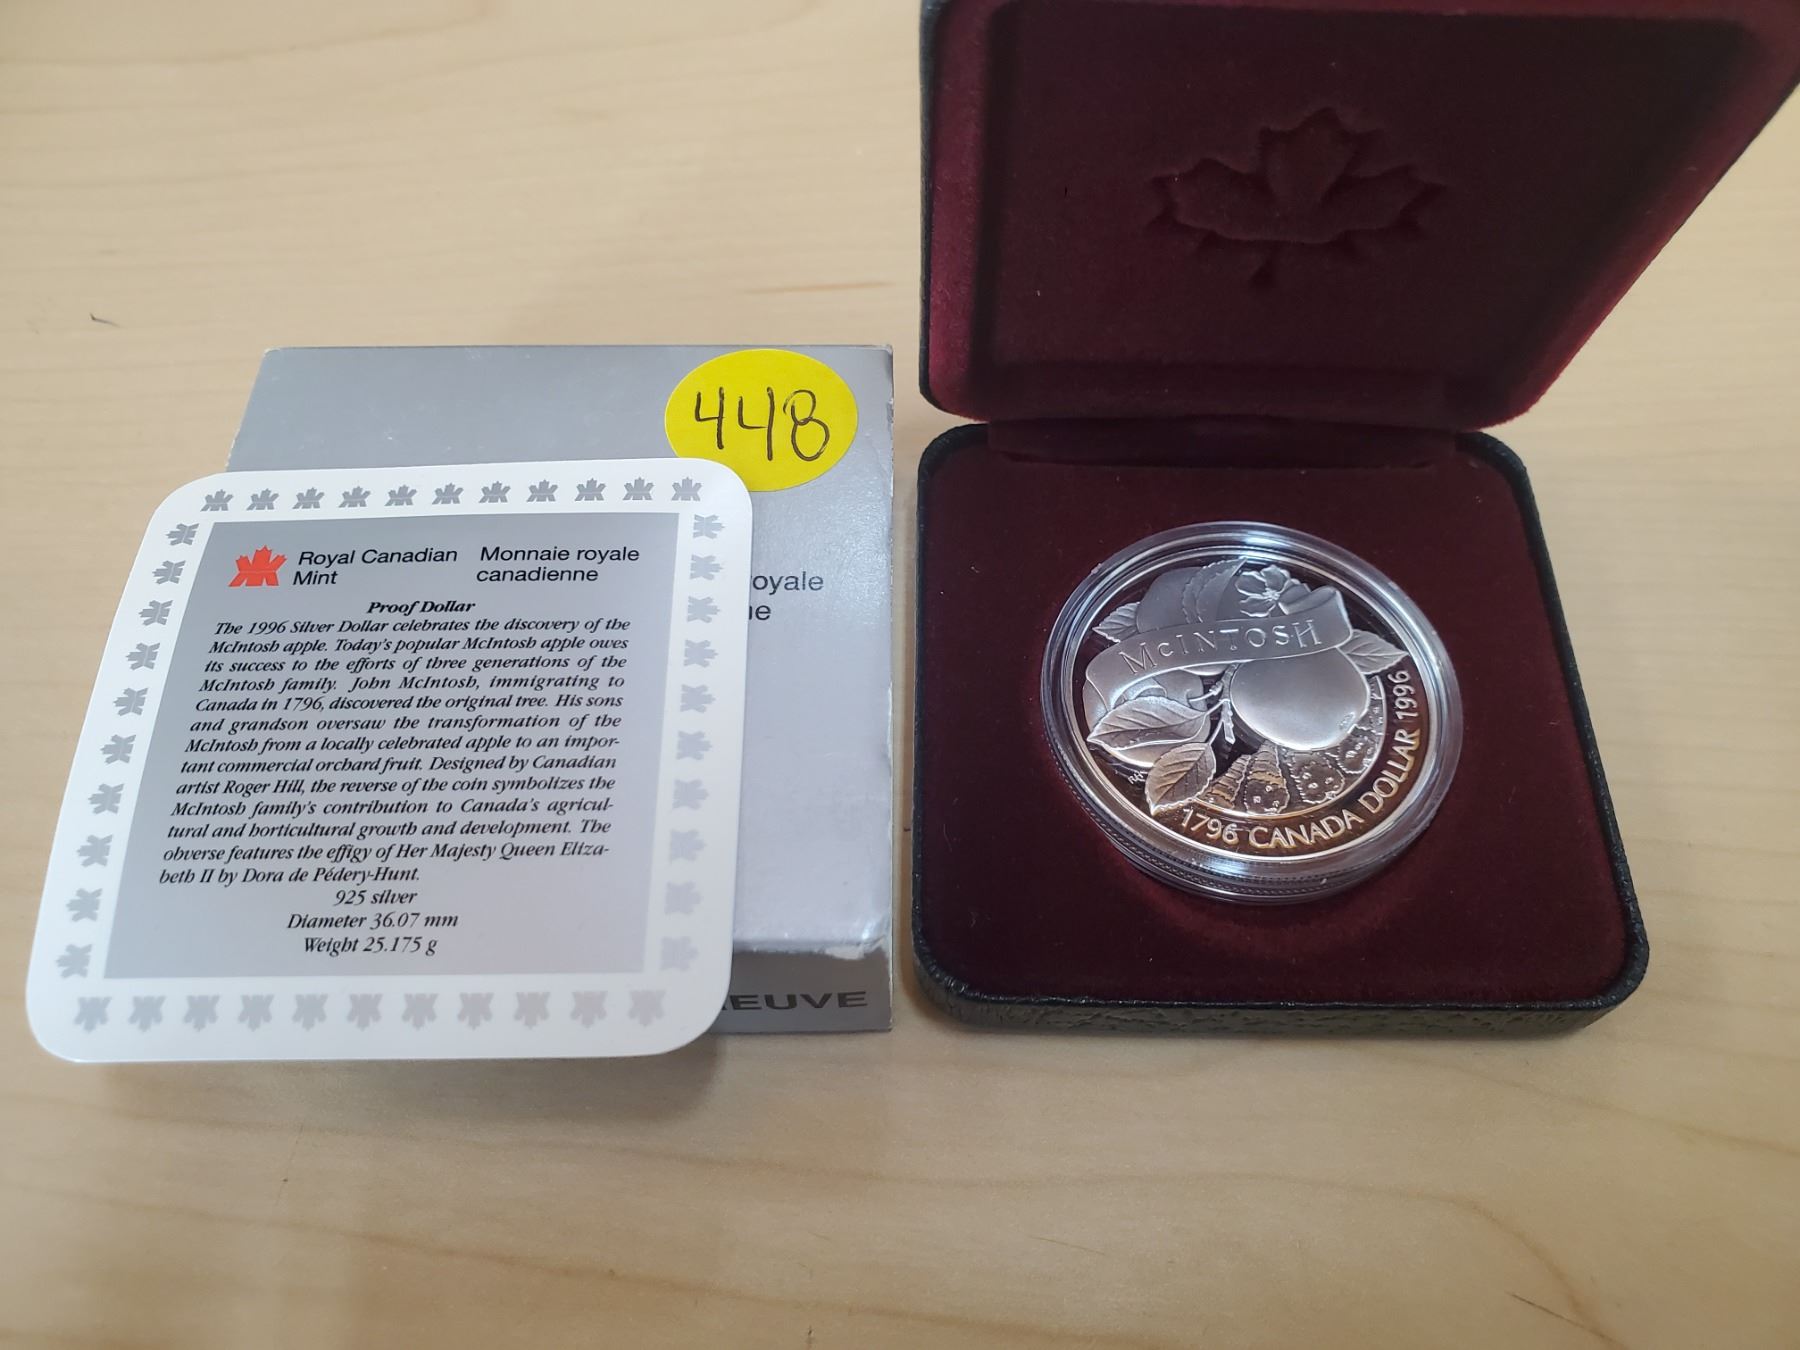 448
Royal Canadian Mint
Monnaie royale canadienne
Proof Dollar
The 1996 Silver Dollar celebrates the discovery of the
McIntosh apple. Today's popular McIntosh apple owes
its success to the efforts of three generations of the
McIntosh family. John McIntosh, immigrating to
Canada in 1796, discovered the original tree. His sons
and grandson oversaw the transformation of the
McIntosh from a locally celebrated apple to an impor-
tant commercial orchard fruit. Designed by Canadian
artist Roger Hill, the reverse of the coin symbolizes the
McIntosh family's contribution to Canada's agricul-
tural and horticultural growth and development. The
obverse features the effigy of Her Majesty Queen Eliza-
beth II by Dora de Pédery-Hunt.
925 silver
Diameter 36.07 mm
Weight 25.175 g
royale
ne
EUVE
McINTOSH
1796 CANADA DOLLAR 1996